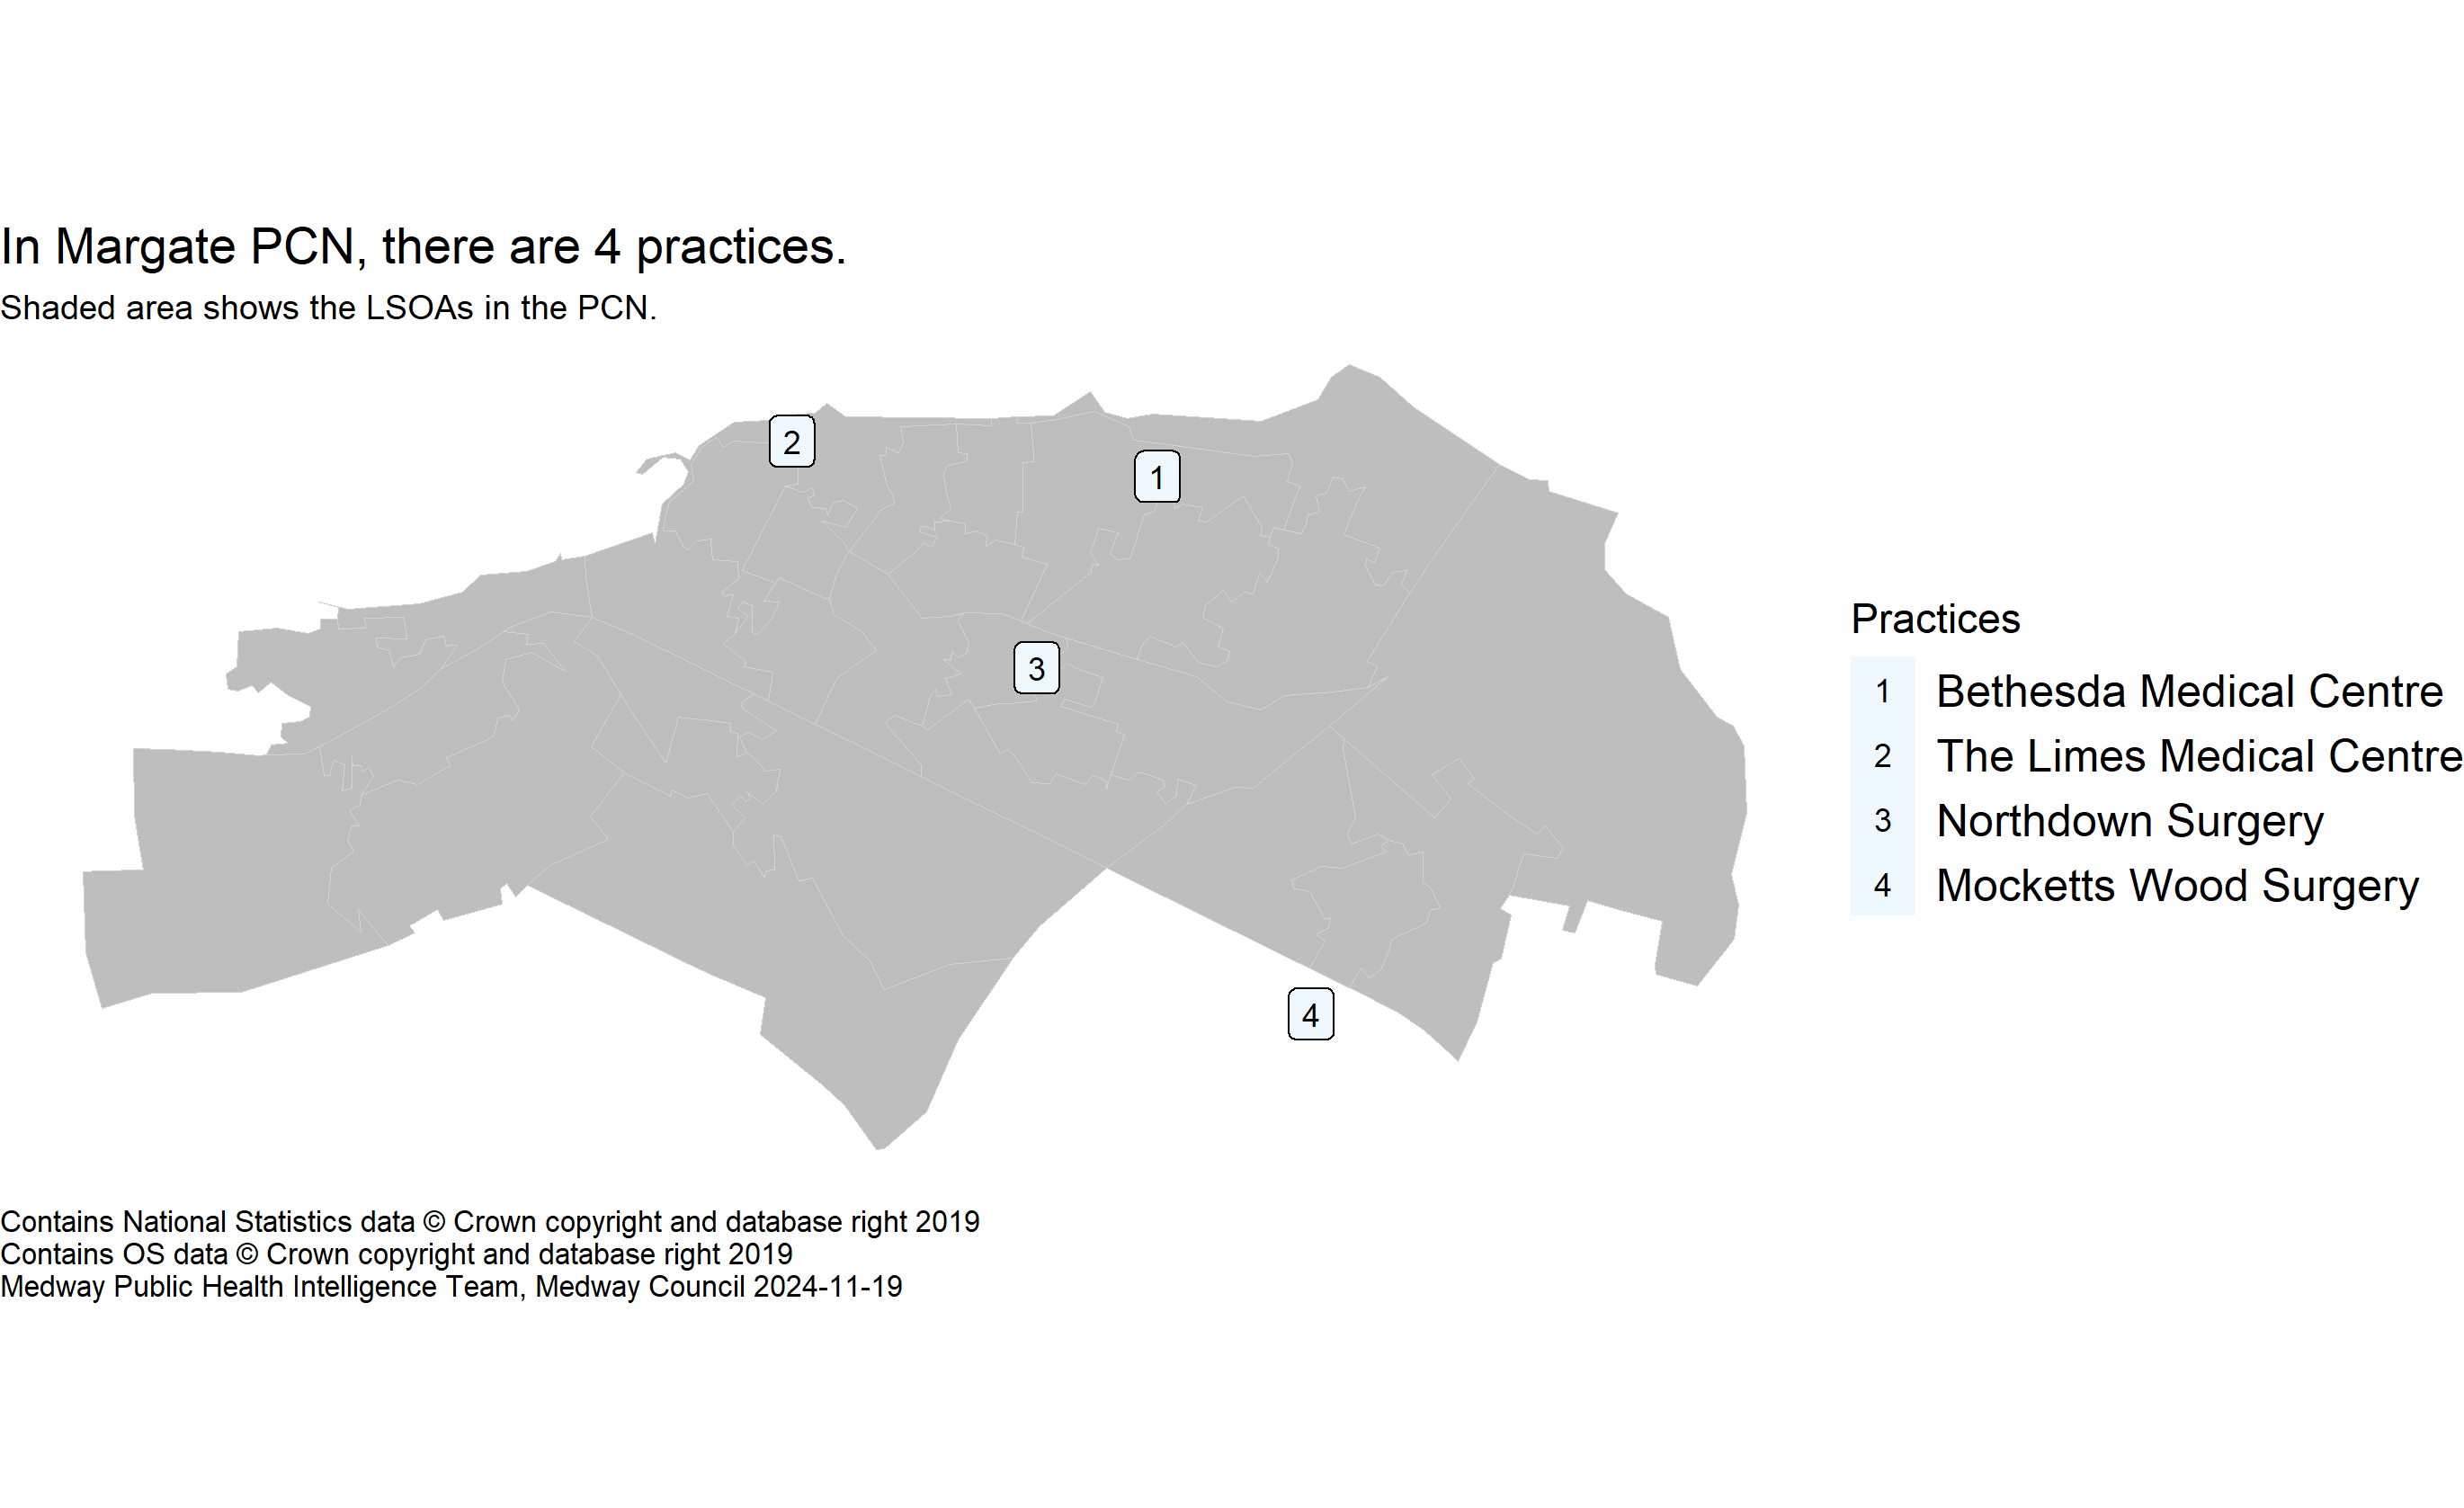 In Margate PCN, there are 4 practices.
Shaded area shows the LSOAs in the PCN.
2
1
3
4
Practices
1 Bethesda Medical Centre
2 The Limes Medical Centre
3 Northdown Surgery
4 Mocketts Wood Surgery
Contains National Statistics data © Crown copyright and database right 2019
Contains OS data © Crown copyright and database right 2019
Medway Public Health Intelligence Team, Medway Council 2024-11-19